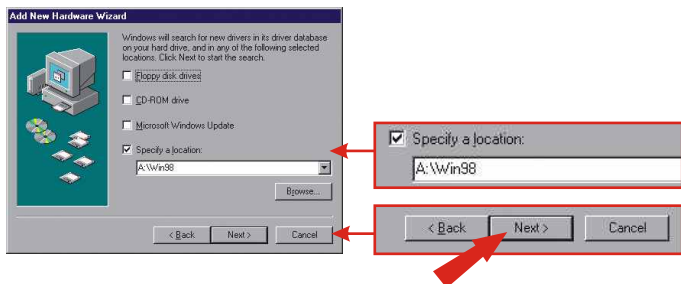 Add New Hardware Wizard
Windows will search for new drivers in its driver database
on your hard drive, and in any of the following selected
locations. Click Next to start the search.
Floppy disk drives
CD-ROM drive
Microsoft Windows Update
Specify a location:
A:\Win98
Browse...
< Back
Next >
Cancel
Specify a location:
A:\Win98
< Back
Next >
Cancel